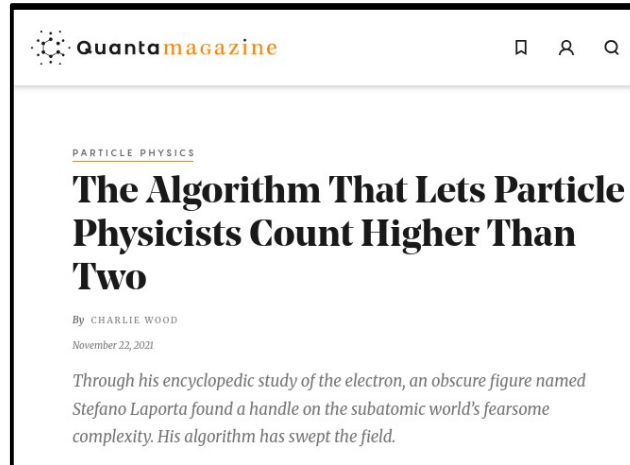 Quantamagazine
PARTICLE PHYSICS
The Algorithm That Lets Particle
Physicists Count Higher Than
Two
By CHARLIE WOOD
November 22, 2021
Through his encyclopedic study of the electron, an obscure figure named
Stefano Laporta found a handle on the subatomic world’s fearsome
complexity. His algorithm has swept the field.